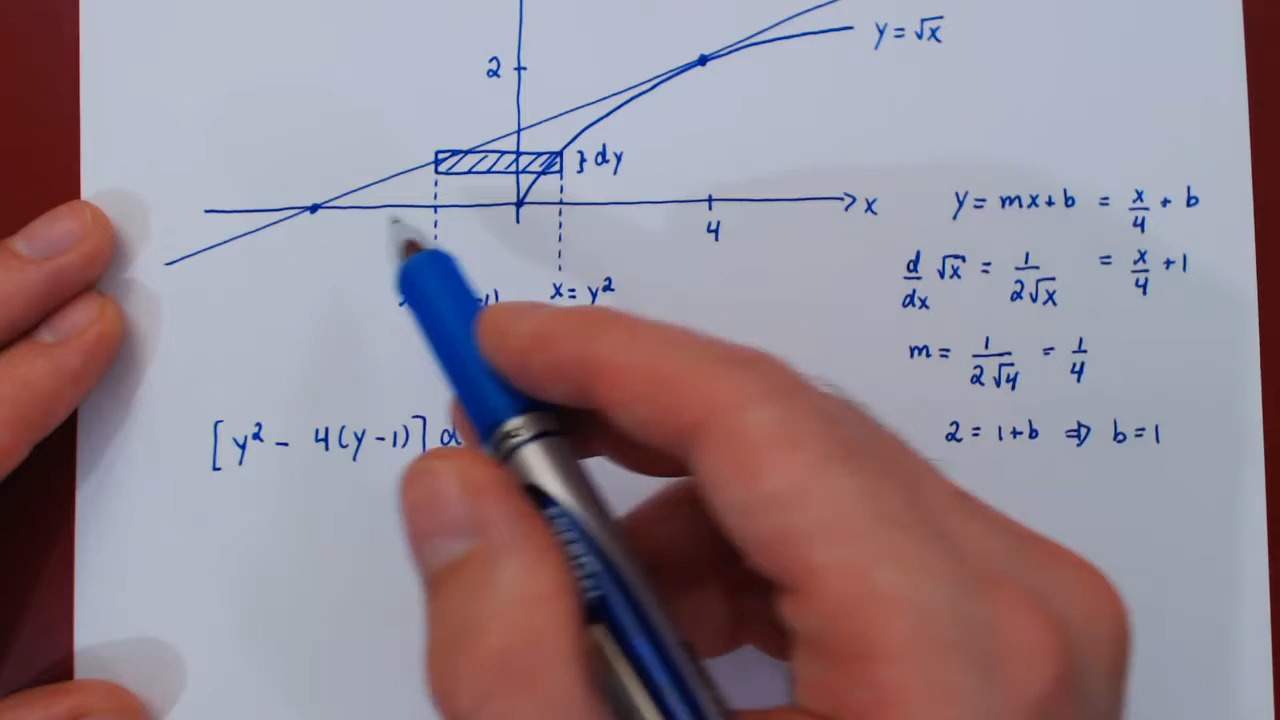 y = √x
2
} dy
x
4
y = mx + b = x/4 + b
d/dx √x = 1/(2√x) = x/4 + 1
x = y²
m = 1/(2√4) = 1/4
[y² - 4(y-1)] d
2 = 1 + b ⇒ b = 1